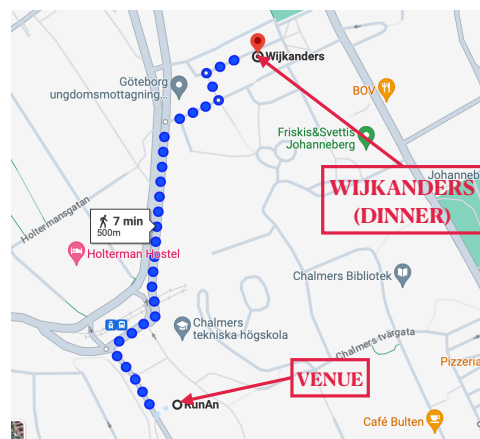 Wijkanders
Göteborg
ungdomsmottagning...
BOV
Friskis&Svettis
Johanneberg
Johanneb
WIJKANDERS
(DINNER)
Holtermansgatan
7 min
500m
Holterman Hostel
Chalmers Bibliotek
Chalmers
tekniska högskola
Chalmers tvärgata
Pizzeria
VENUE
RunAn
Café Bulten